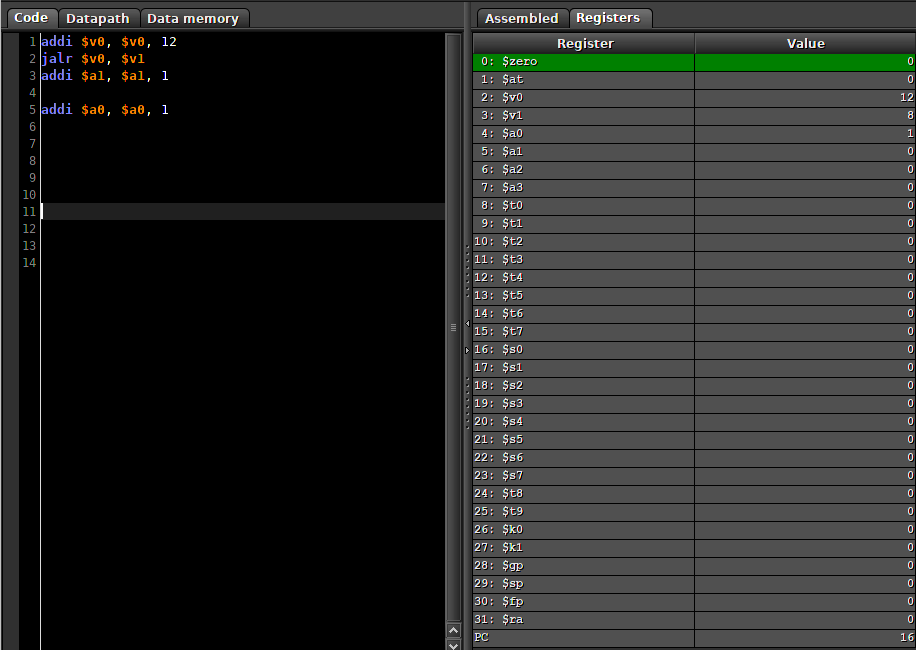 Code Datapath Data memory
1 addi $v0, $v0, 12
2 jalr $v0, $v1
3 addi $a1, $a1, 1
4
5 addi $a0, $a0, 1
6
7
8
9
10
11
12
13
14
Assembled Registers
Register Value
0: $zero 0
1: $at 0
2: $v0 12
3: $v1 8
4: $a0 1
5: $a1 0
6: $a2 0
7: $a3 0
8: $t0 0
9: $t1 0
10: $t2 0
11: $t3 0
12: $t4 0
13: $t5 0
14: $t6 0
15: $t7 0
16: $s0 0
17: $s1 0
18: $s2 0
19: $s3 0
20: $s4 0
21: $s5 0
22: $s6 0
23: $s7 0
24: $t8 0
25: $t9 0
26: $k0 0
27: $k1 0
28: $gp 0
29: $sp 0
30: $fp 0
31: $ra 0
PC 16